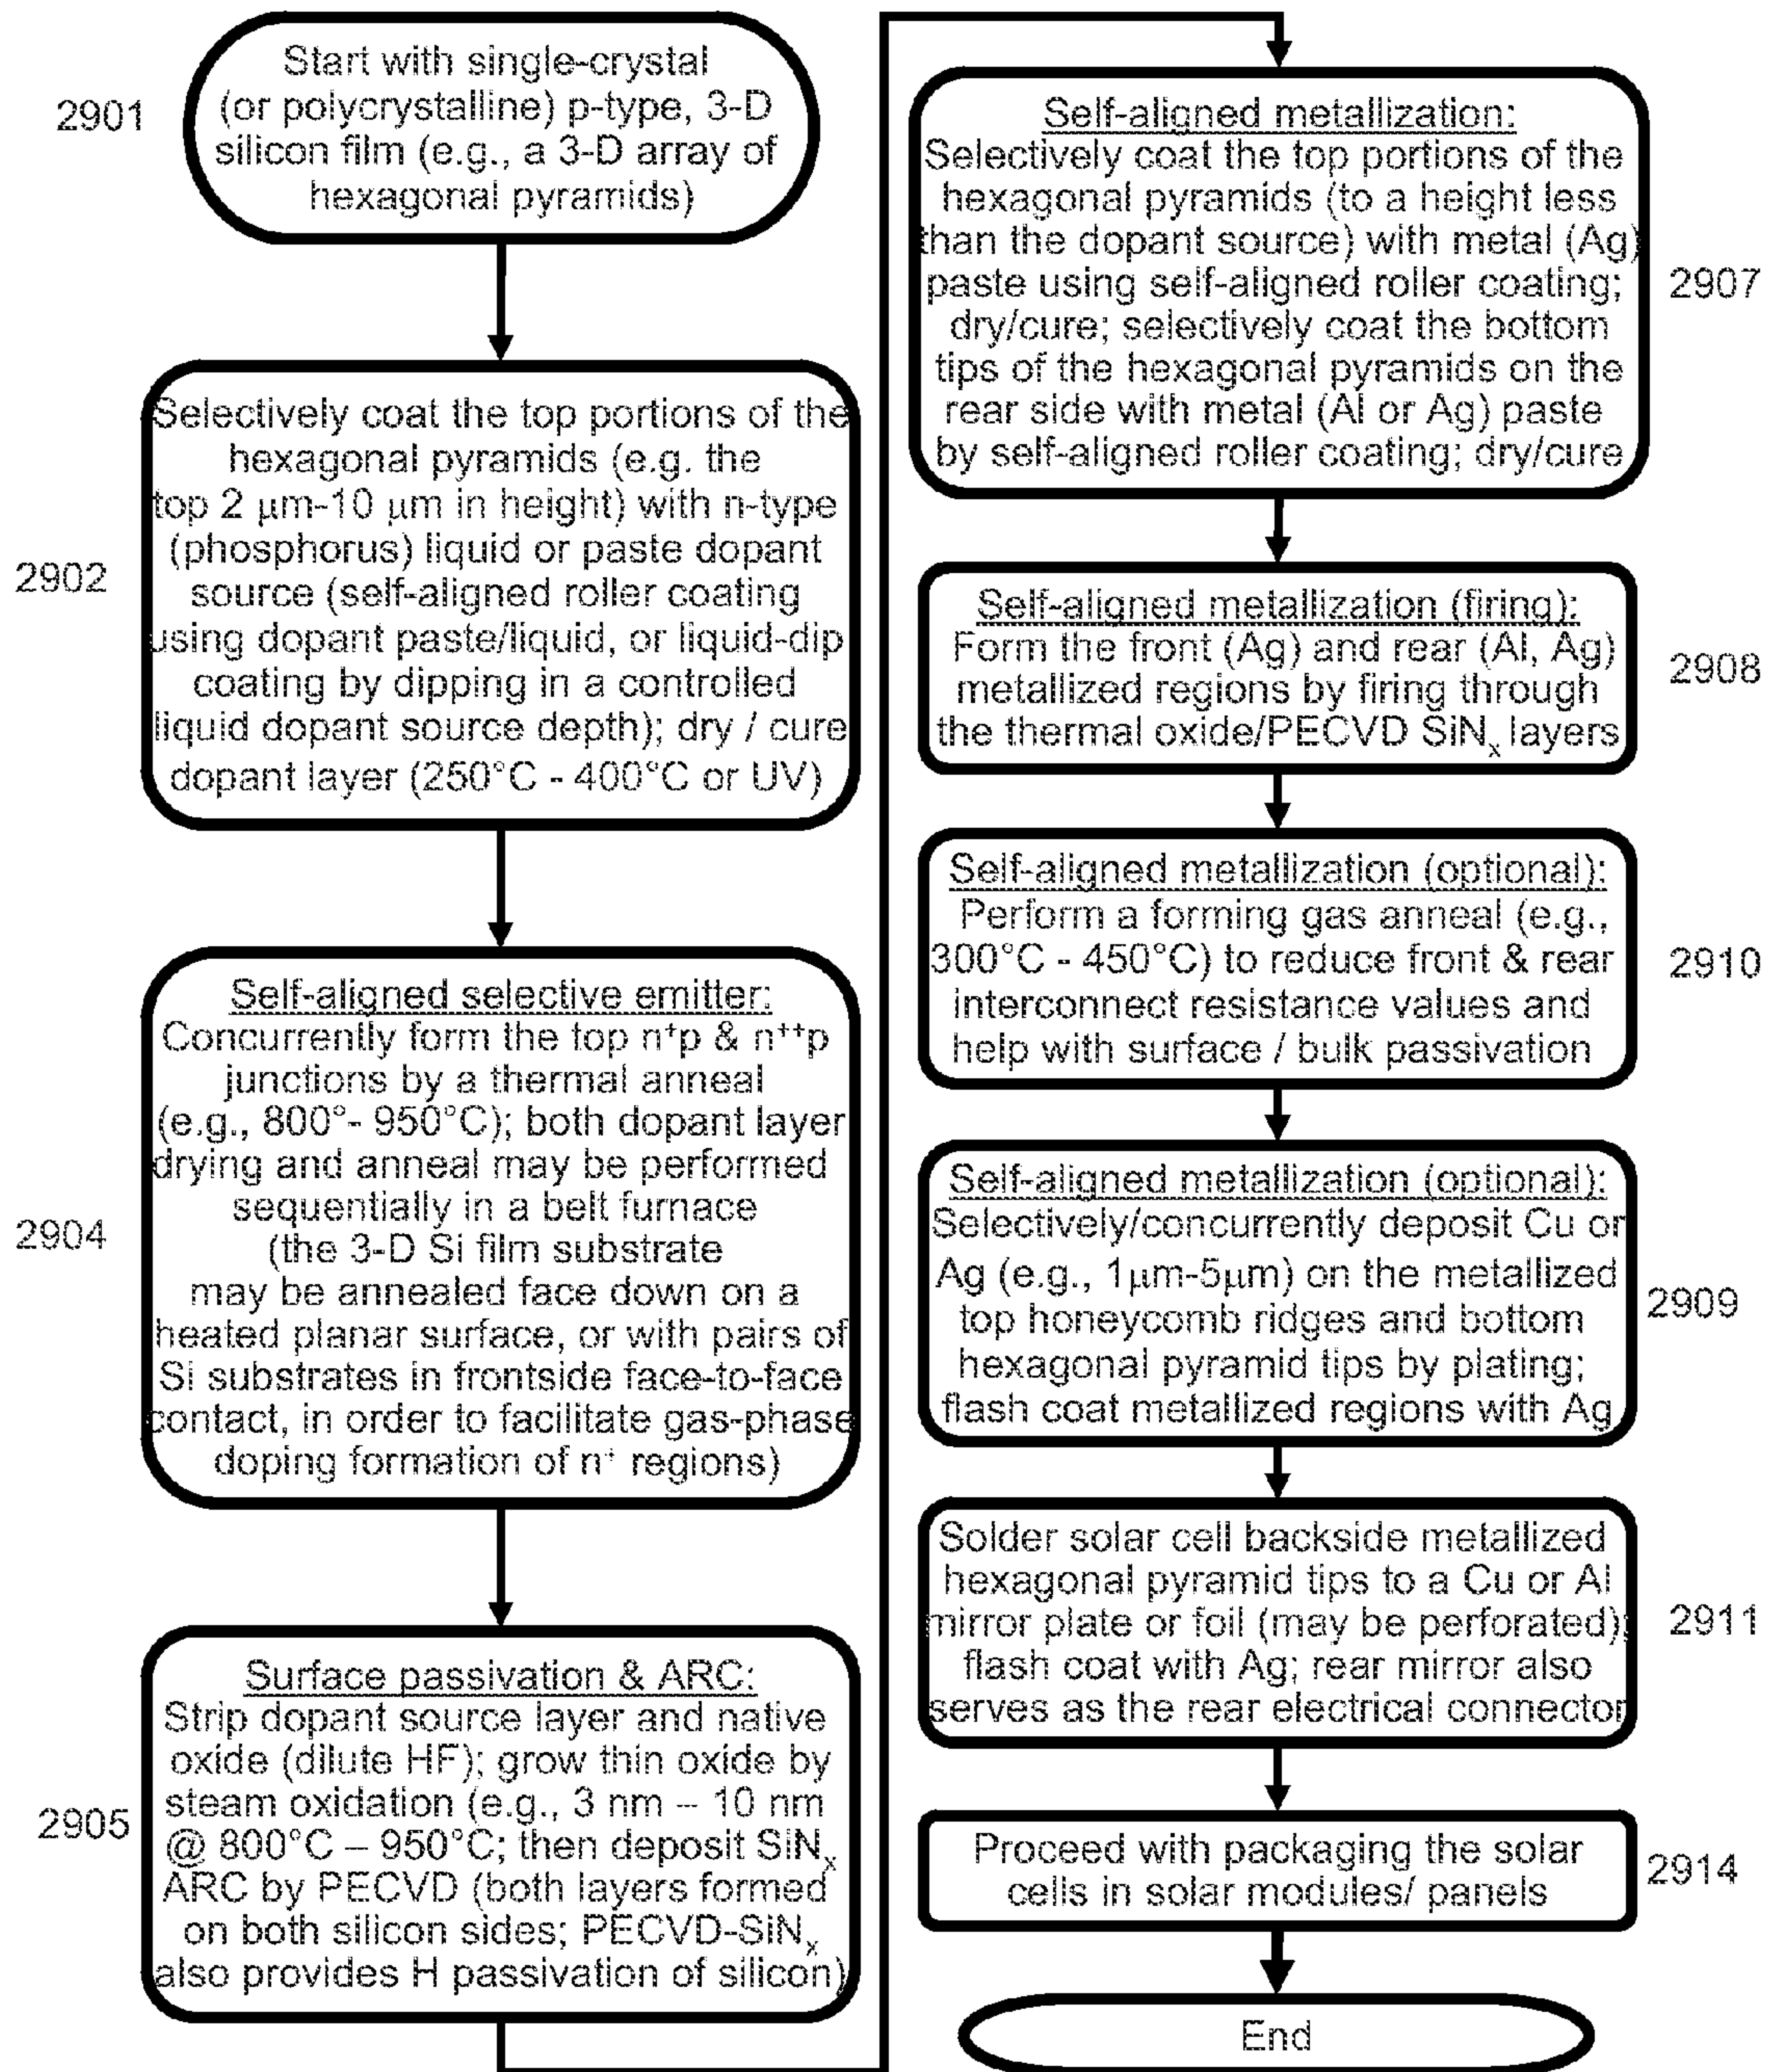 2901
Start with single-crystal
(or polycrystalline) p-type, 3-D
silicon film (e.g., a 3-D array of
hexagonal pyramids)
2902
Selectively coat the top portions of the
hexagonal pyramids (e.g. the
top 2 μm-10 μm in height) with n-type
(phosphorus) liquid or paste dopant
source (self-aligned roller coating
using dopant paste/liquid, or liquid-dip
coating by dipping in a controlled
liquid dopant source depth); dry / cure
dopant layer (250°C - 400°C or UV)
2904
Self-aligned selective emitter:
Concurrently form the top n⁺p & n⁺⁺p
junctions by a thermal anneal
(e.g., 800°- 950°C); both dopant layer
drying and anneal may be performed
sequentially in a belt furnace
(the 3-D Si film substrate
may be annealed face down on a
heated planar surface, or with pairs of
Si substrates in frontside face-to-face
contact, in order to facilitate gas-phase
doping formation of n⁺ regions)
2905
Surface passivation & ARC:
Strip dopant source layer and native
oxide (dilute HF); grow thin oxide by
steam oxidation (e.g., 3 nm – 10 nm
@ 800°C – 950°C; then deposit SiNₓ
ARC by PECVD (both layers formed
on both silicon sides; PECVD-SiNₓ
also provides H passivation of silicon)
Self-aligned metallization:
Selectively coat the top portions of the
hexagonal pyramids (to a height less
than the dopant source) with metal (Ag)
paste using self-aligned roller coating;
dry/cure; selectively coat the bottom
tips of the hexagonal pyramids on the
rear side with metal (Al or Ag) paste
by self-aligned roller coating; dry/cure
2907
Self-aligned metallization (firing):
Form the front (Ag) and rear (Al, Ag)
metallized regions by firing through
the thermal oxide/PECVD SiNₓ layers
2908
Self-aligned metallization (optional):
Perform a forming gas anneal (e.g.,
300°C - 450°C) to reduce front & rear
interconnect resistance values and
help with surface / bulk passivation
2910
Self-aligned metallization (optional):
Selectively/concurrently deposit Cu or
Ag (e.g., 1μm-5μm) on the metallized
top honeycomb ridges and bottom
hexagonal pyramid tips by plating;
flash coat metallized regions with Ag
2909
Solder solar cell backside metallized
hexagonal pyramid tips to a Cu or Al
mirror plate or foil (may be perforated);
flash coat with Ag; rear mirror also
serves as the rear electrical connector
2911
Proceed with packaging the solar
cells in solar modules/ panels
2914
End